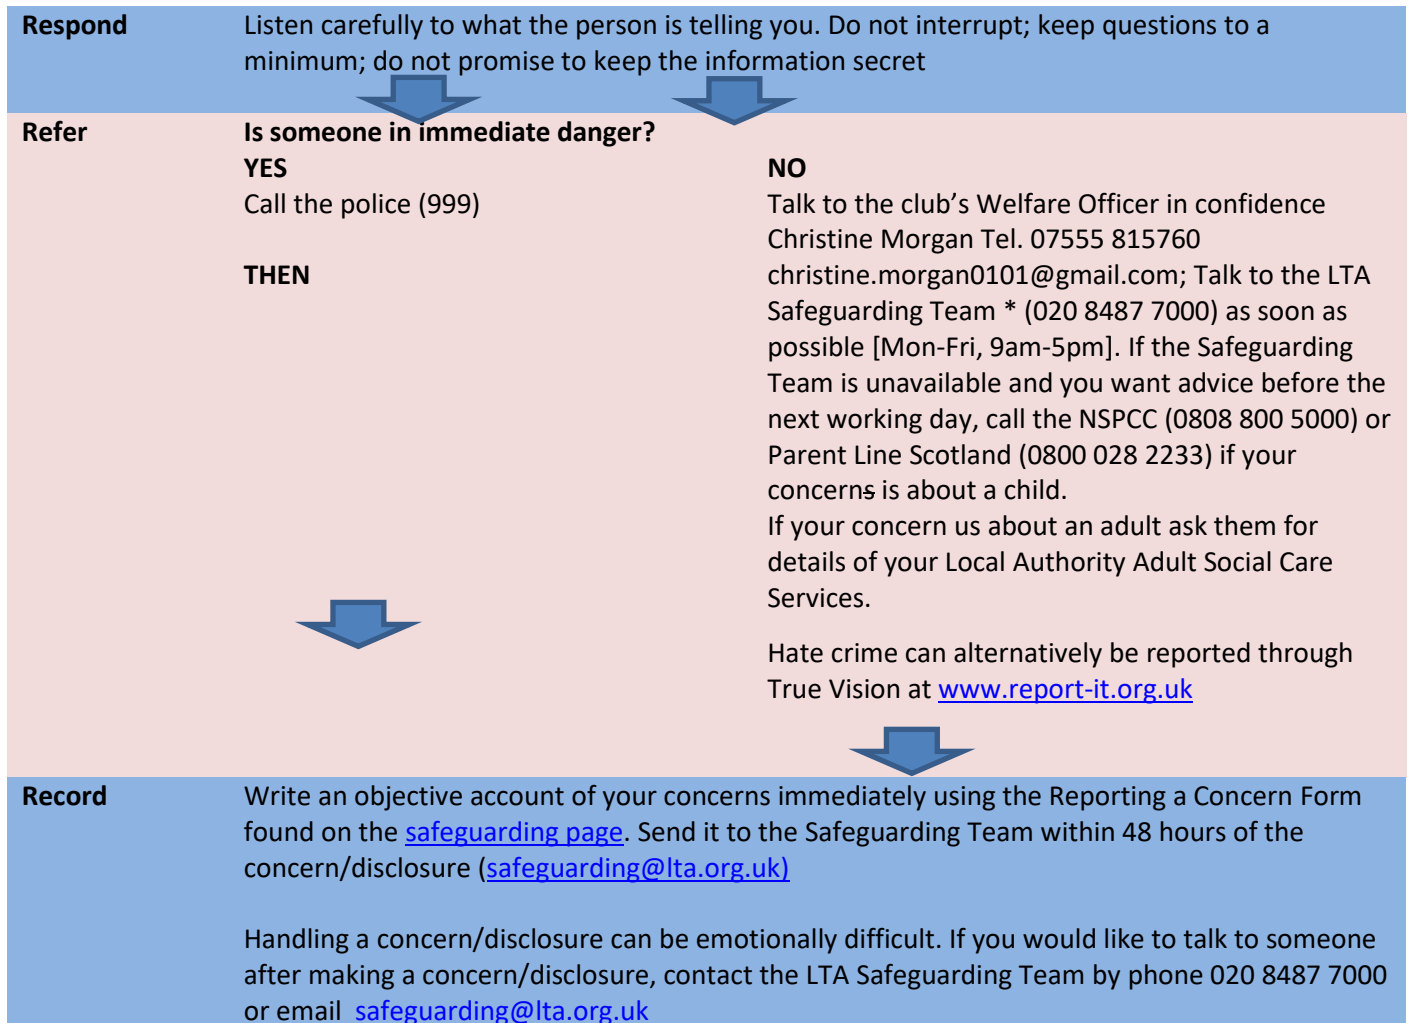 Respond
Listen carefully to what the person is telling you. Do not interrupt; keep questions to a
minimum; do not promise to keep the information secret
Refer
Is someone in immediate danger?
YES
Call the police (999)
THEN
NO
Talk to the club’s Welfare Officer in confidence
Christine Morgan Tel. 07555 815760
christine.morgan0101@gmail.com; Talk to the LTA
Safeguarding Team * (020 8487 7000) as soon as
possible [Mon-Fri, 9am-5pm]. If the Safeguarding
Team is unavailable and you want advice before the
next working day, call the NSPCC (0808 800 5000) or
Parent Line Scotland (0800 028 2233) if your
concerns is about a child.
If your concern us about an adult ask them for
details of your Local Authority Adult Social Care
Services.
Hate crime can alternatively be reported through
True Vision at www.report-it.org.uk
Record
Write an objective account of your concerns immediately using the Reporting a Concern Form
found on the safeguarding page. Send it to the Safeguarding Team within 48 hours of the
concern/disclosure (safeguarding@lta.org.uk)
Handling a concern/disclosure can be emotionally difficult. If you would like to talk to someone
after making a concern/disclosure, contact the LTA Safeguarding Team by phone 020 8487 7000
or email safeguarding@lta.org.uk